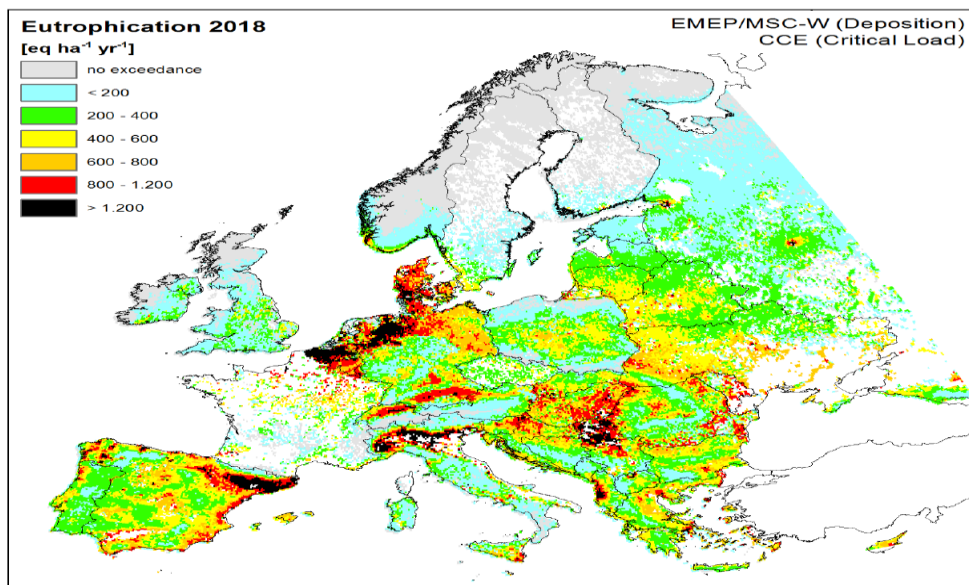 Eutrophication 2018
[eq ha⁻¹ yr⁻¹]
no exceedance
< 200
200 - 400
400 - 600
600 - 800
800 - 1.200
> 1.200
EMEP/MSC-W (Deposition)
CCE (Critical Load)